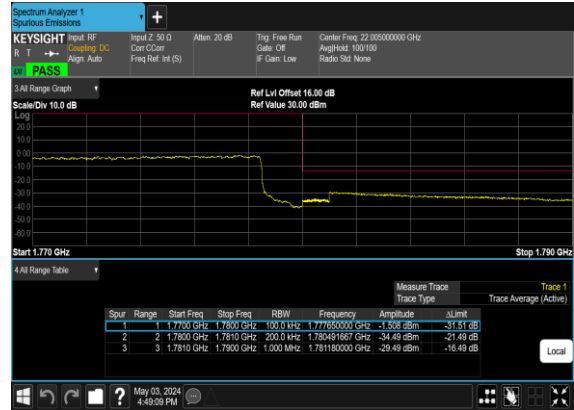 Spectrum Analyzer 1
Spurious Emissions
KEYSIGHT Input: RF Input Z: 50 Ω Atten: 20 dB Trig: Free Run Center Freq: 22.005000000 GHz
R T Coupling: DC Corr CCorr Gate: Off Avg|Hold: 100/100
Align: Auto Freq Ref: Int (S) IF Gain: Low Radio Std: None
LM PASS
3 All Range Graph
Ref Lvl Offset 16.00 dB
Scale/Div 10.0 dB Ref Value 30.00 dBm
Log
20.0
10.0
0.00
-10.0
-20.0
-30.0
-40.0
-50.0
-60.0
Start 1.770 GHz Stop 1.790 GHz
4 All Range Table
Measure Trace Trace 1
Trace Type Trace Average (Active)
Spur Range Start Freq Stop Freq RBW Frequency Amplitude ΔLimit
1 1 1.7700 GHz 1.7800 GHz 100.0 kHz 1.777650000 GHz -1.508 dBm -31.51 dB
2 2 1.7800 GHz 1.7810 GHz 200.0 kHz 1.780491667 GHz -34.49 dBm -21.49 dB
3 3 1.7810 GHz 1.7900 GHz 1.000 MHz 1.781180000 GHz -29.49 dBm -16.49 dB
Local
May 03, 2024
4:49:09 PM